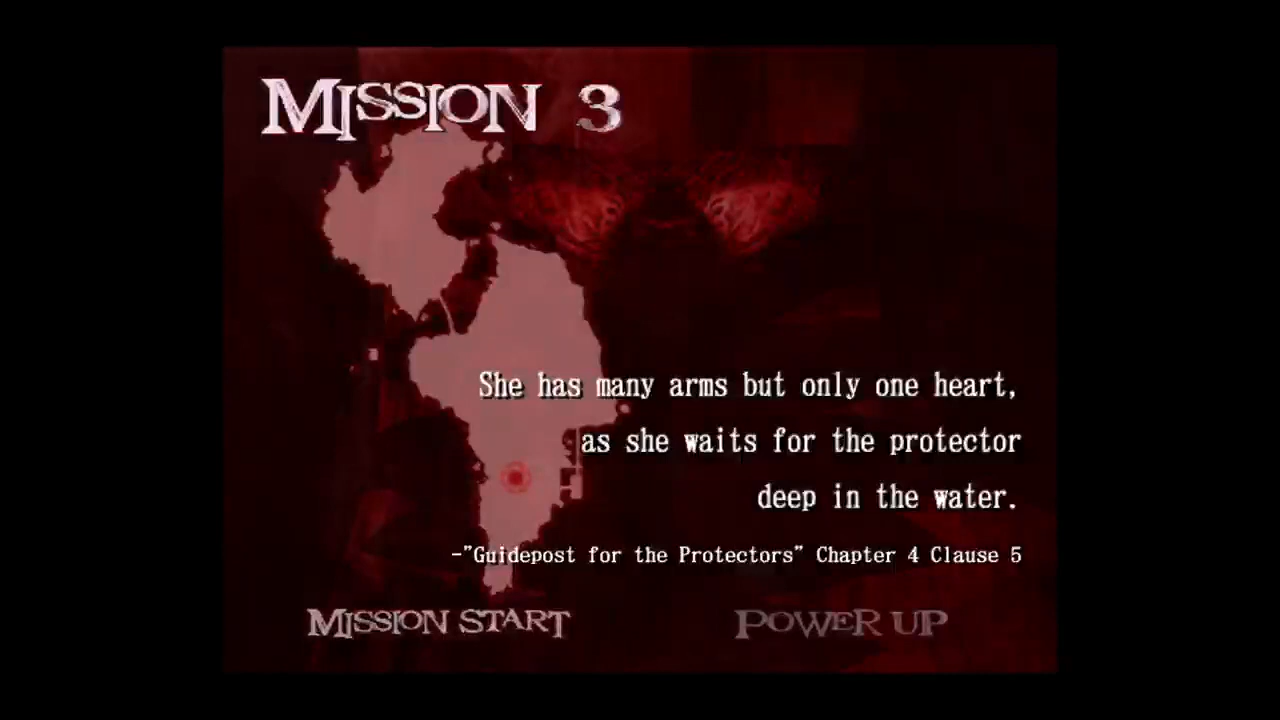 MISSION 3
She has many arms but only one heart,
as she waits for the protector
deep in the water.
-"Guidepost for the Protectors" Chapter 4 Clause 5
MISSION START
POWER UP